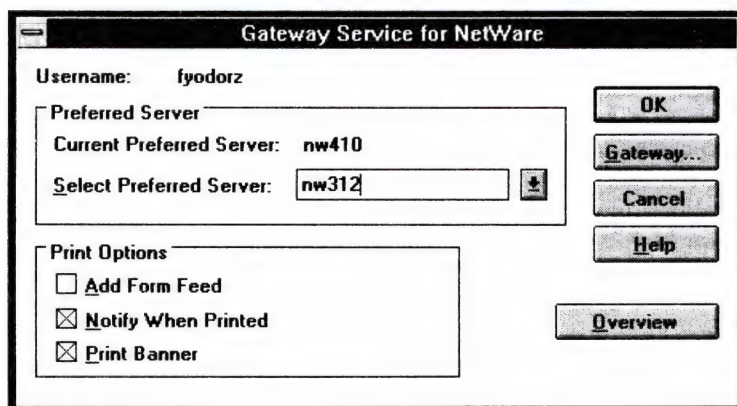 Gateway Service for NetWare
Username: fyodorz
Preferred Server
Current Preferred Server: nw410
Select Preferred Server: nw312
OK
Gateway...
Cancel
Help
Print Options
Add Form Feed
Notify When Printed
Print Banner
Overview